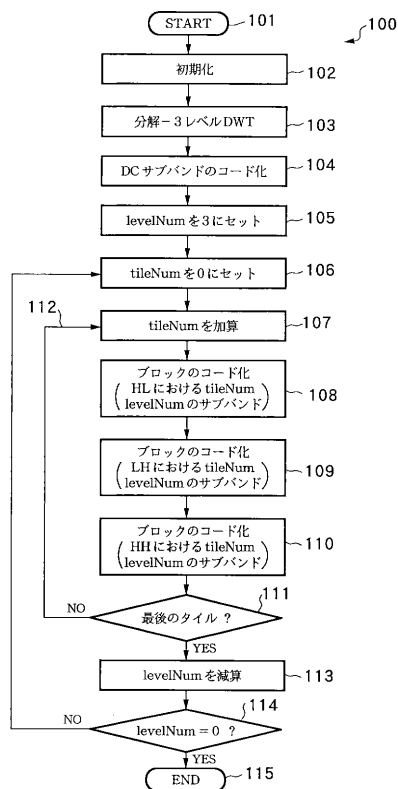 START 101
100
初期化 102
分解－3レベルDWT 103
DCサブバンドのコード化 104
levelNumを3にセット 105
tileNumを0にセット 106
112
tileNumを加算 107
ブロックのコード化
(HLにおけるtileNum
levelNumのサブバンド) 108
ブロックのコード化
(LHにおけるtileNum
levelNumのサブバンド) 109
ブロックのコード化
(HHにおけるtileNum
levelNumのサブバンド) 110
111
NO
最後のタイル ?
YES
levelNumを減算 113
114
NO
levelNum = 0 ?
YES
END 115